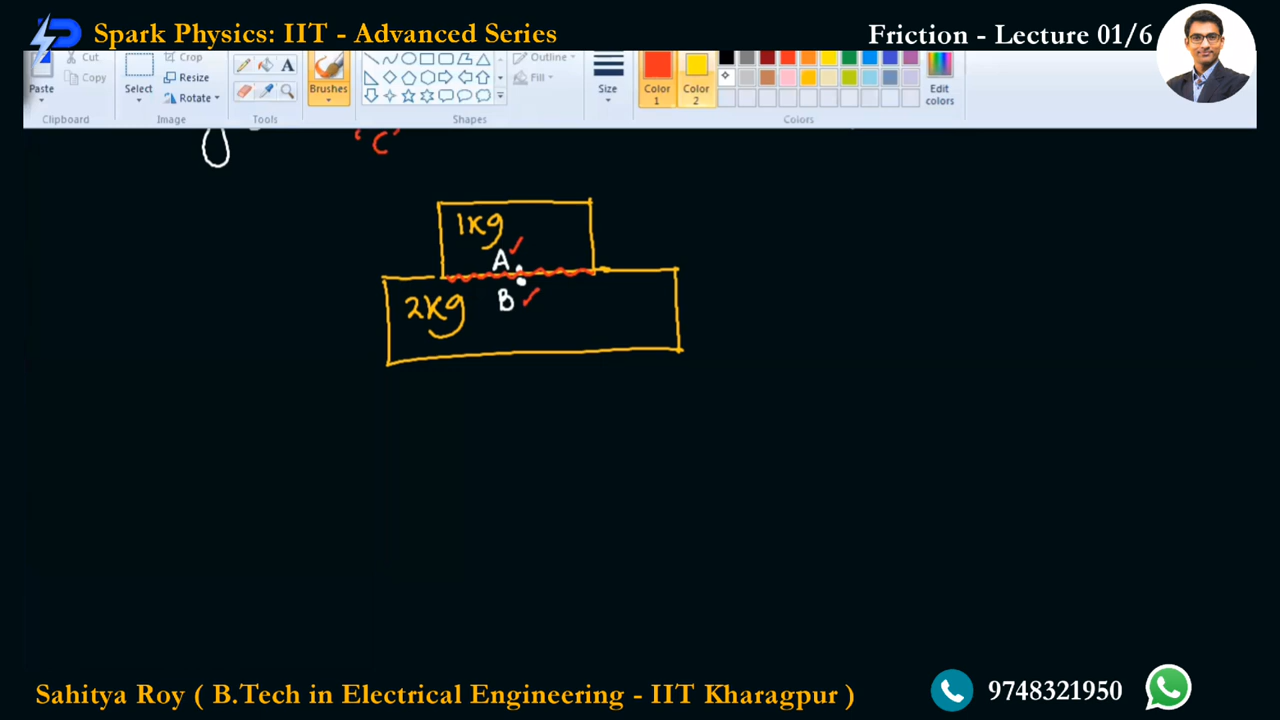 Spark Physics: IIT - Advanced Series
Friction - Lecture 01/6
Paste
Cut
Copy
Clipboard
Select
Crop
Resize
Rotate
Image
A
Tools
Brushes
Shapes
Outline
Fill
Size
Color 1
Color 2
Edit colors
Colors
'C'
1kg
A
2kg
B
Sahitya Roy ( B.Tech in Electrical Engineering - IIT Kharagpur )
9748321950